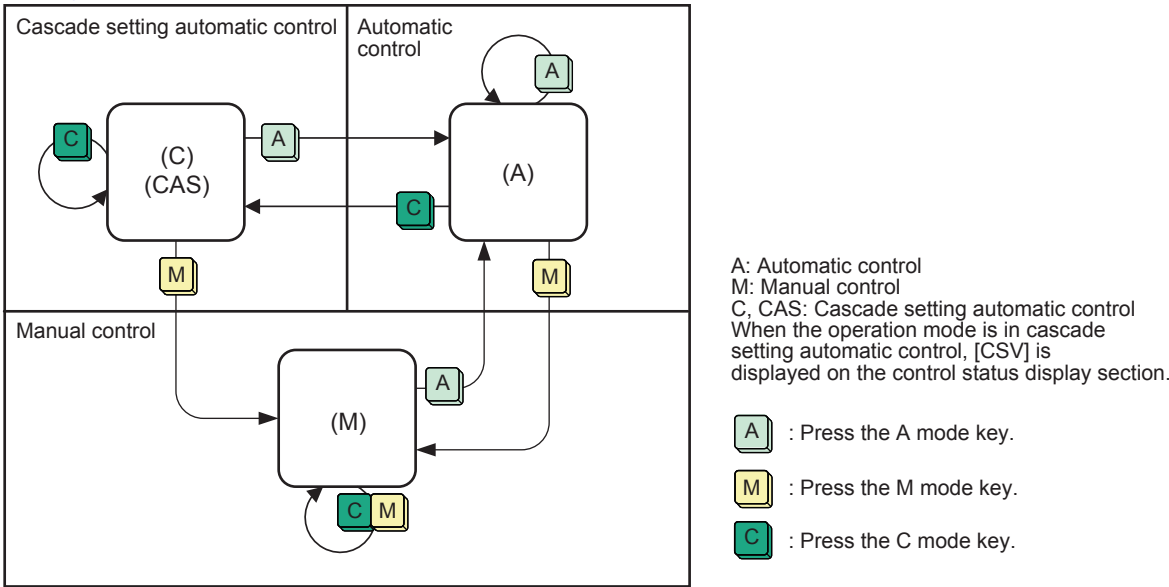 Cascade setting automatic control
Automatic
control
A
C
A
(C)
(CAS)
(A)
C
M
M
Manual control
A
(M)
C M
A: Automatic control
M: Manual control
C, CAS: Cascade setting automatic control
When the operation mode is in cascade
setting automatic control, [CSV] is
displayed on the control status display section.
A : Press the A mode key.
M : Press the M mode key.
C : Press the C mode key.